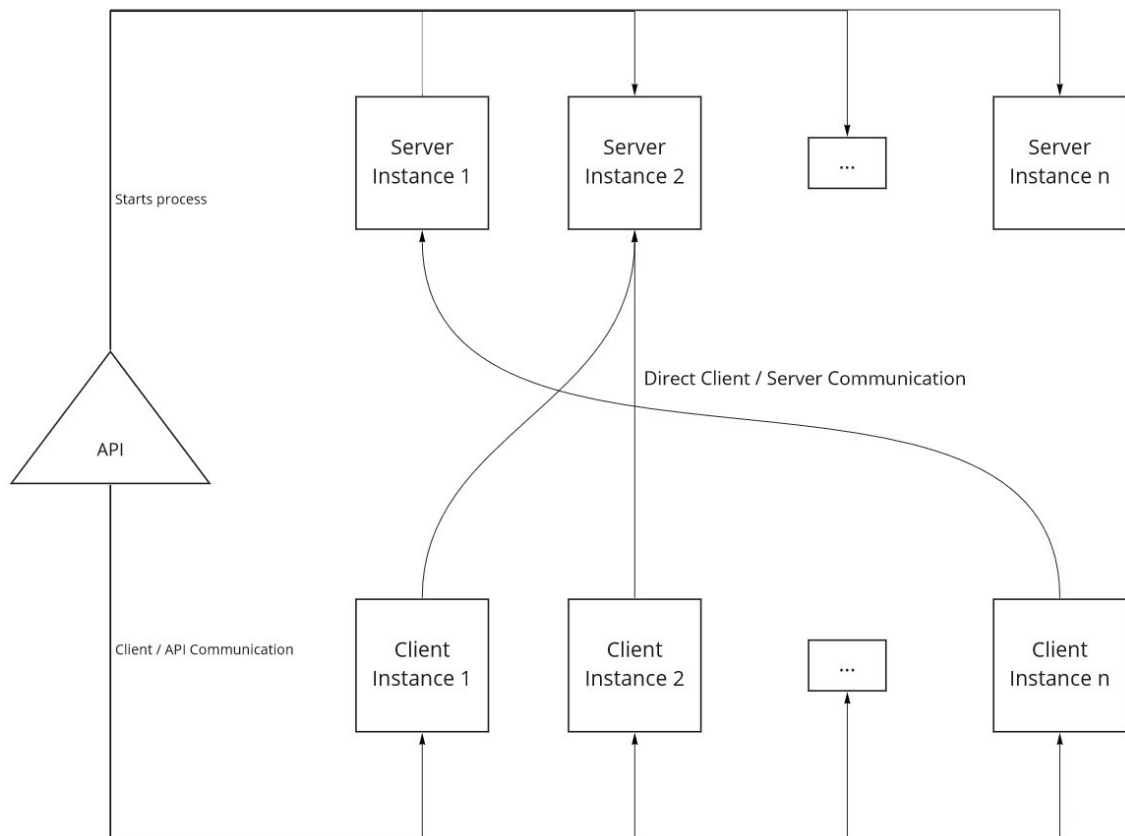 Server
Instance 1
Server
Instance 2
...
Server
Instance n
Starts process
Direct Client / Server Communication
API
Client / API Communication
Client
Instance 1
Client
Instance 2
...
Client
Instance n